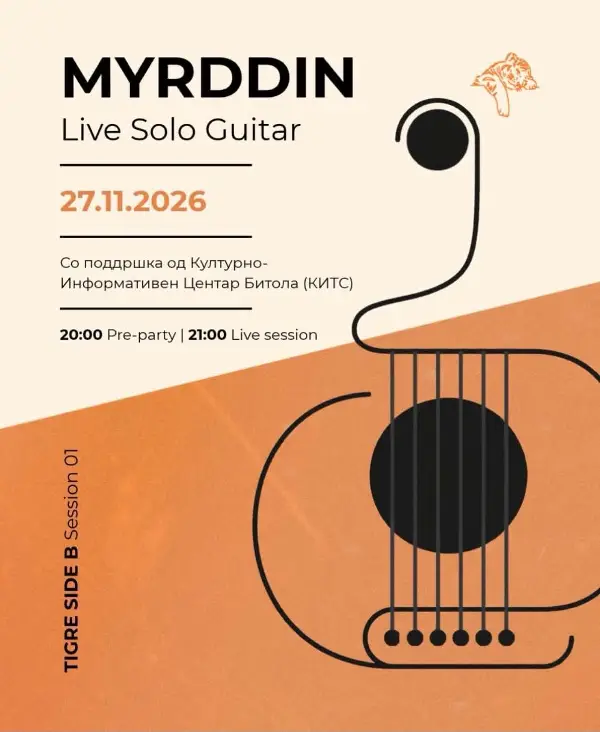 MYRDDIN
Live Solo Guitar
27.11.2026
Со поддршка од Културно-
Информативен Центар Битола (КИТС)
20:00 Pre-party | 21:00 Live session
TIGRE SIDE B Session 01